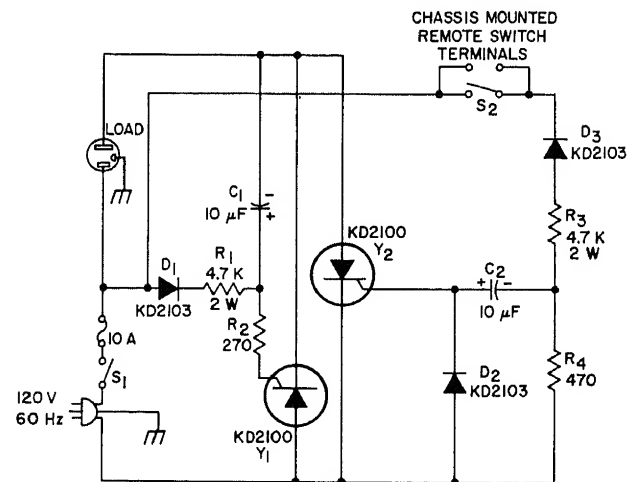 CHASSIS MOUNTED
REMOTE SWITCH
TERMINALS
S2
LOAD
D3
KD2103
C1
10 µF
-
+
R3
4.7 K
2 W
KD2100
Y2
D1
KD2103
R1
4.7 K
2 W
C2
+ -
10 µF
R2
270
10 A
S1
D2
KD2103
R4
470
120 V
60 Hz
KD2100
Y1